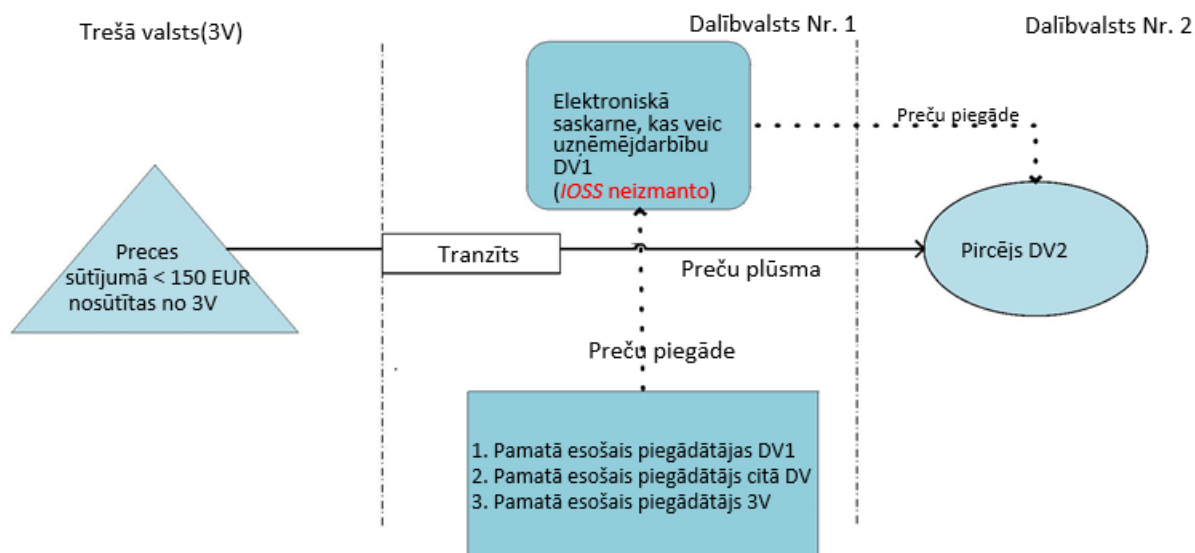 Trešā valsts(3V)
Dalībvalsts Nr. 1
Dalībvalsts Nr. 2
Elektroniskā
saskarne, kas veic
uzņēmējdarbību
DV1
(IOSS neizmanto)
Preču piegāde
Preces
sūtījumā < 150 EUR
nosūtītas no 3V
Tranzīts
Preču plūsma
Pircējs DV2
Preču piegāde
1. Pamatā esošais piegādātājas DV1
2. Pamatā esošais piegādātājs citā DV
3. Pamatā esošais piegādātājs 3V